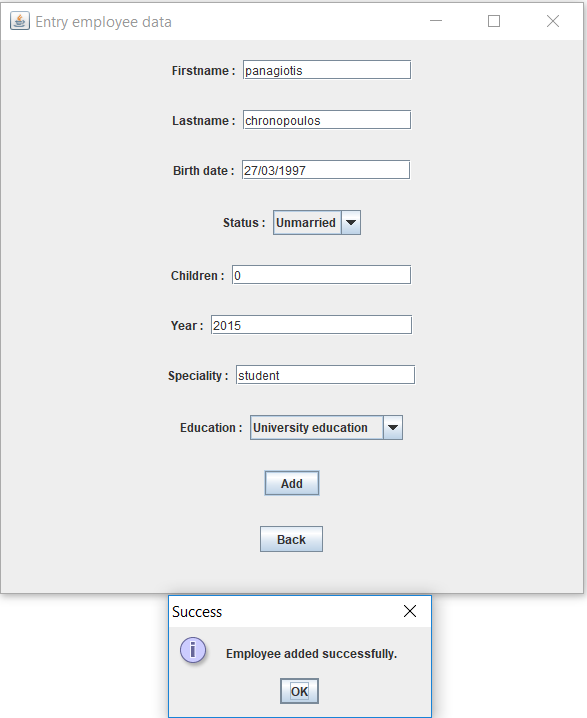 Entry employee data
Firstname : panagiotis
Lastname : chronopoulos
Birth date : 27/03/1997
Status : Unmarried
Children : 0
Year : 2015
Speciality : student
Education : University education
Add
Back
Success
Employee added successfully.
OK